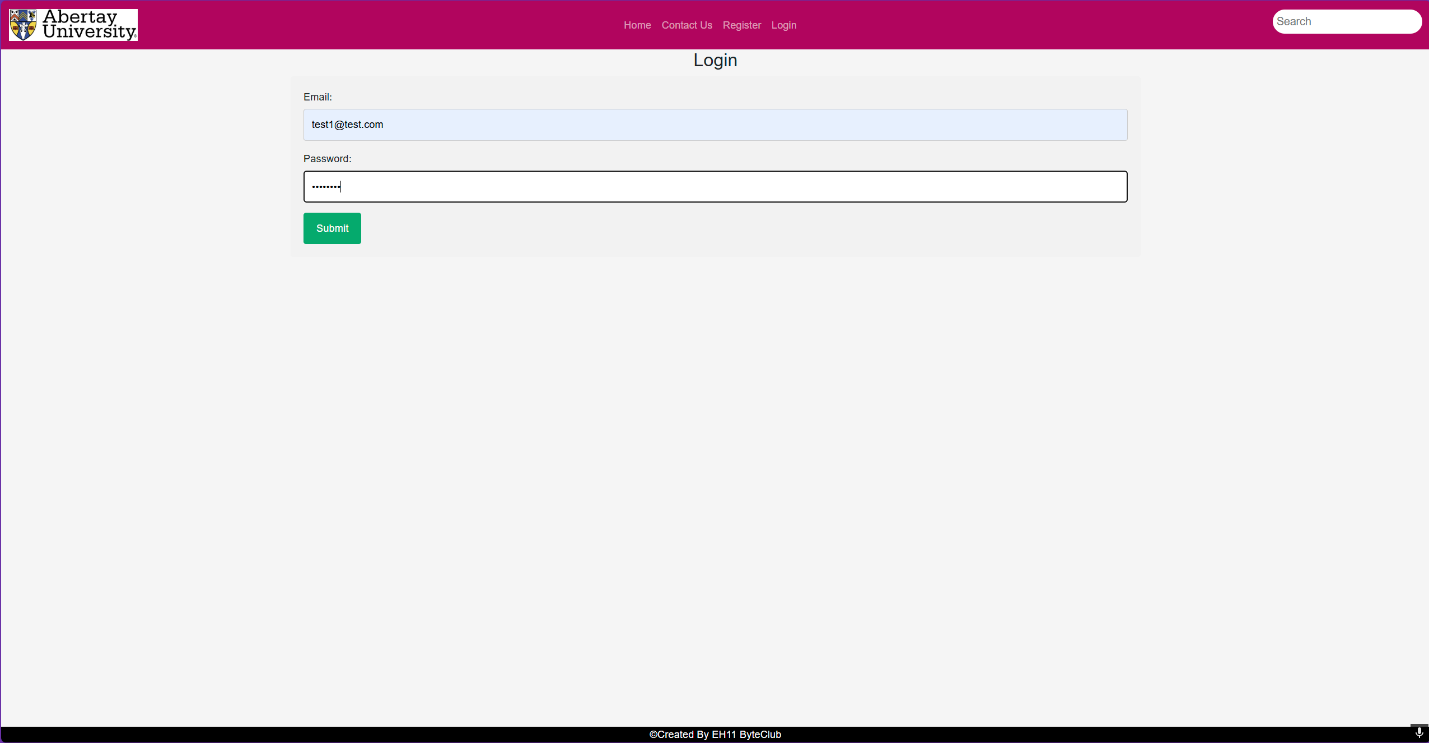 Abertay
University
Home Contact Us Register Login
Search
Login
Email:
test1@test.com
Password:
••••••••
Submit
©Created By EH11 ByteClub